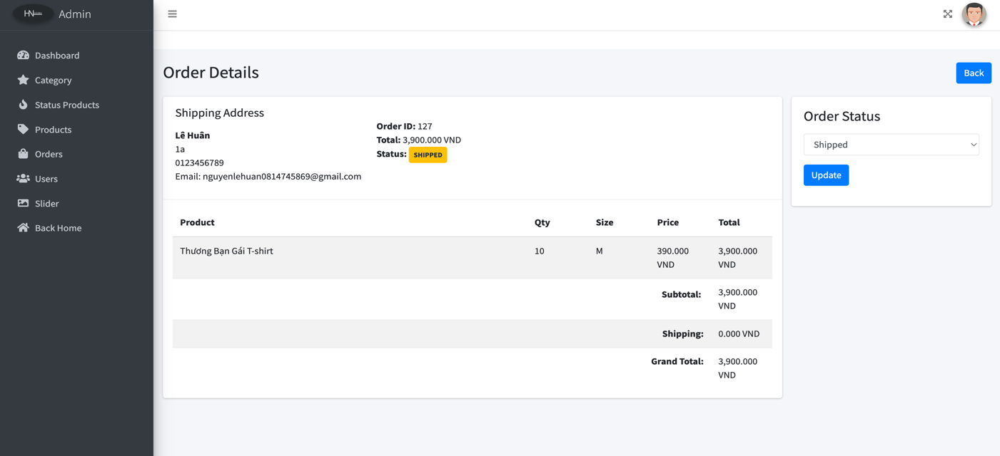 HN
Admin
Dashboard
Category
Status Products
Products
Orders
Users
Slider
Back Home
Order Details
Back
Shipping Address
Lê Huân
1a
0123456789
Email: nguyenlehuan0814745869@gmail.com
Order ID: 127
Total: 3,900.000 VND
Status: SHIPPED
Order Status
Shipped
Update
Product Qty Size Price Total
Thương Bạn Gái T-shirt 10 M 390.000 VND 3,900.000 VND
Subtotal: 3,900.000 VND
Shipping: 0.000 VND
Grand Total: 3,900.000 VND